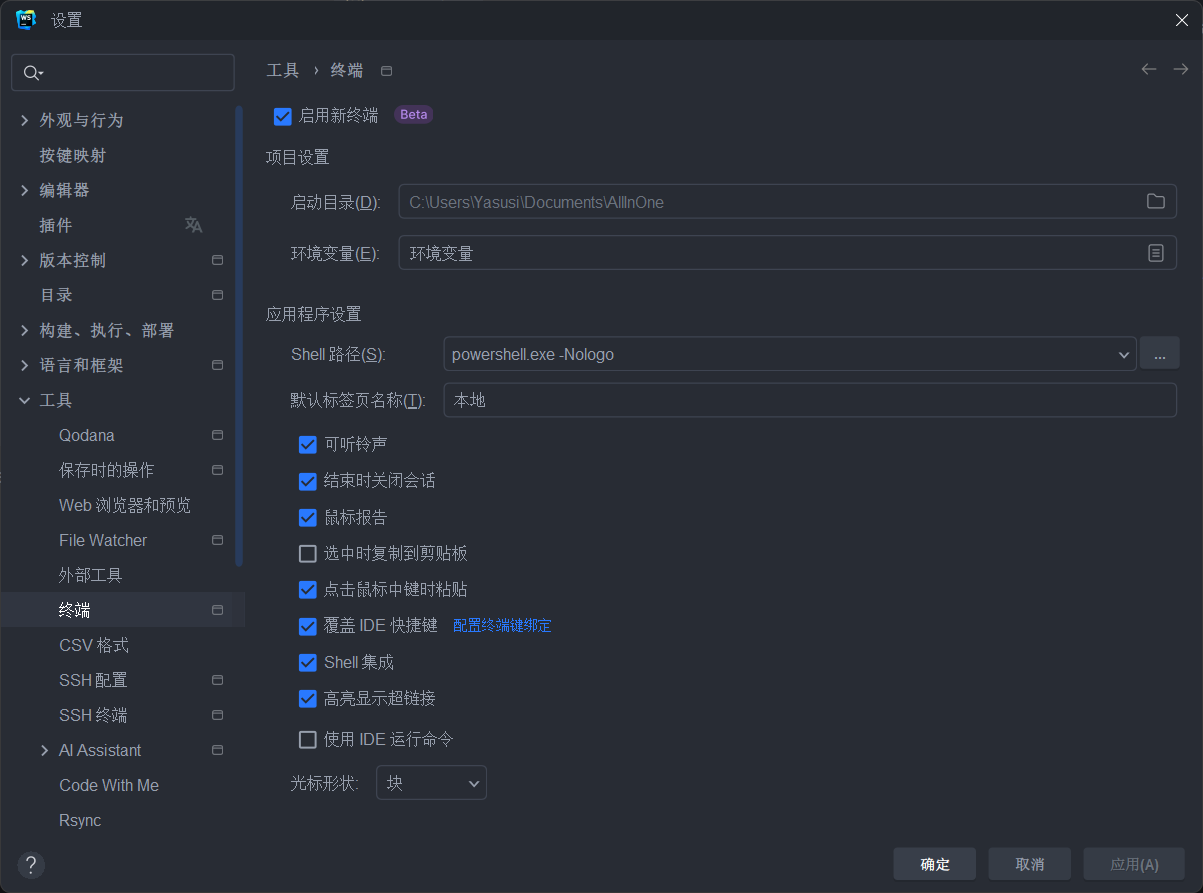 设置
外观与行为
按键映射
编辑器
插件
版本控制
目录
构建、执行、部署
语言和框架
工具
Qodana
保存时的操作
Web 浏览器和预览
File Watcher
外部工具
终端
CSV 格式
SSH 配置
SSH 终端
AI Assistant
Code With Me
Rsync
工具 › 终端
启用新终端 Beta
项目设置
启动目录(D): C:\Users\Yasusi\Documents\AllInOne
环境变量(E): 环境变量
应用程序设置
Shell 路径(S): powershell.exe -Nologo ...
默认标签页名称(T): 本地
可听铃声
结束时关闭会话
鼠标报告
选中时复制到剪贴板
点击鼠标中键时粘贴
覆盖 IDE 快捷键 配置终端键绑定
Shell 集成
高亮显示超链接
使用 IDE 运行命令
光标形状: 块
? 确定 取消 应用(A)